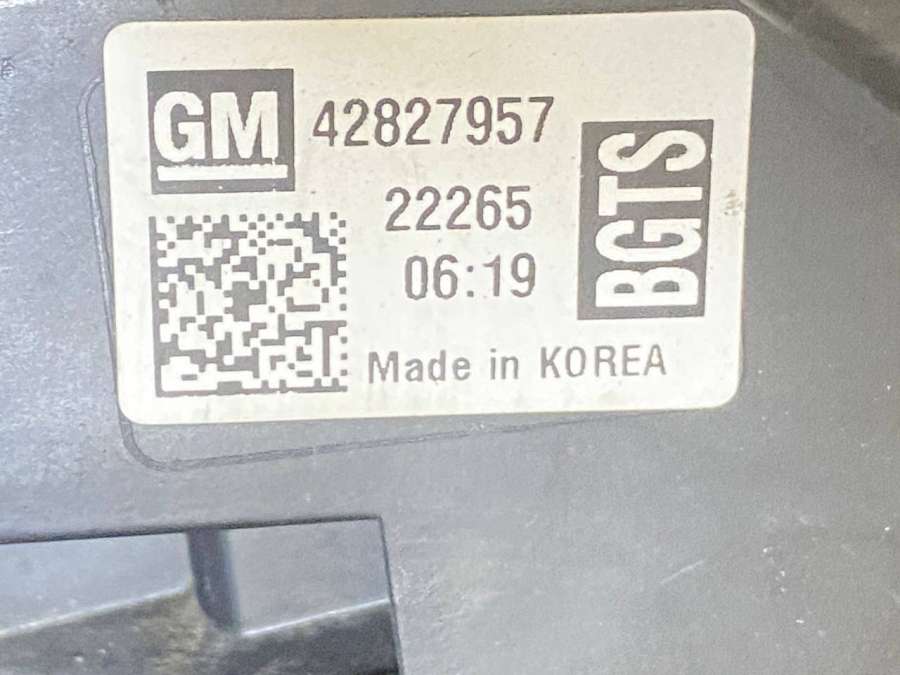 GM 42827957
22265
06:19
BGTS
Made in KOREA